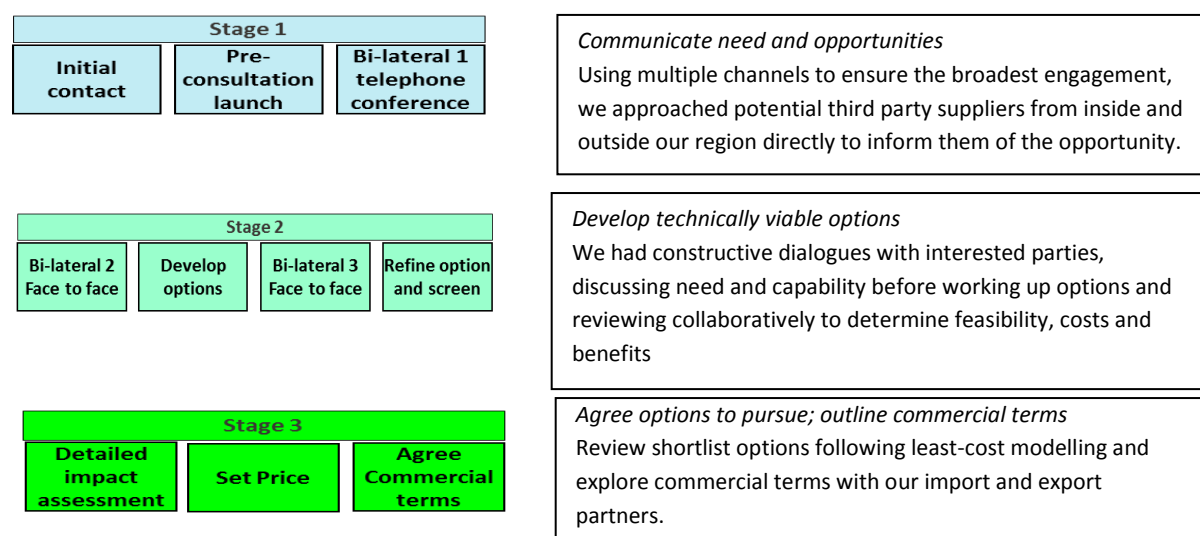 Stage 1
Initial
contact
Pre-
consultation
launch
Bi-lateral 1
telephone
conference
Communicate need and opportunities
Using multiple channels to ensure the broadest engagement,
we approached potential third party suppliers from inside and
outside our region directly to inform them of the opportunity.
Stage 2
Bi-lateral 2
Face to face
Develop
options
Bi-lateral 3
Face to face
Refine option
and screen
Develop technically viable options
We had constructive dialogues with interested parties,
discussing need and capability before working up options and
reviewing collaboratively to determine feasibility, costs and
benefits
Stage 3
Detailed
impact
assessment
Set Price
Agree
Commercial
terms
Agree options to pursue; outline commercial terms
Review shortlist options following least-cost modelling and
explore commercial terms with our import and export
partners.